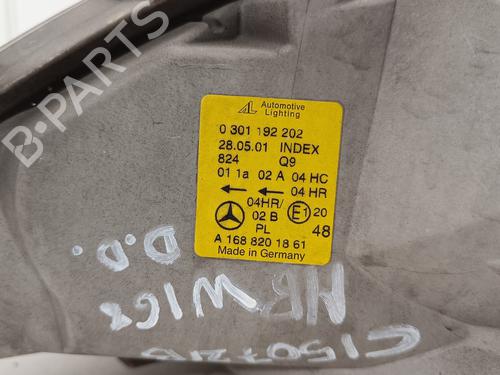 B-PARTS
Automotive
Lighting
0 301 192 202
28.05.01 INDEX
824 Q9
01 1a 02 A 04 HC
04 HR
04HR/
02 B E1 20
PL 48
A 168 820 18 61
Made in Germany
D.D.
MB W168
C1507218